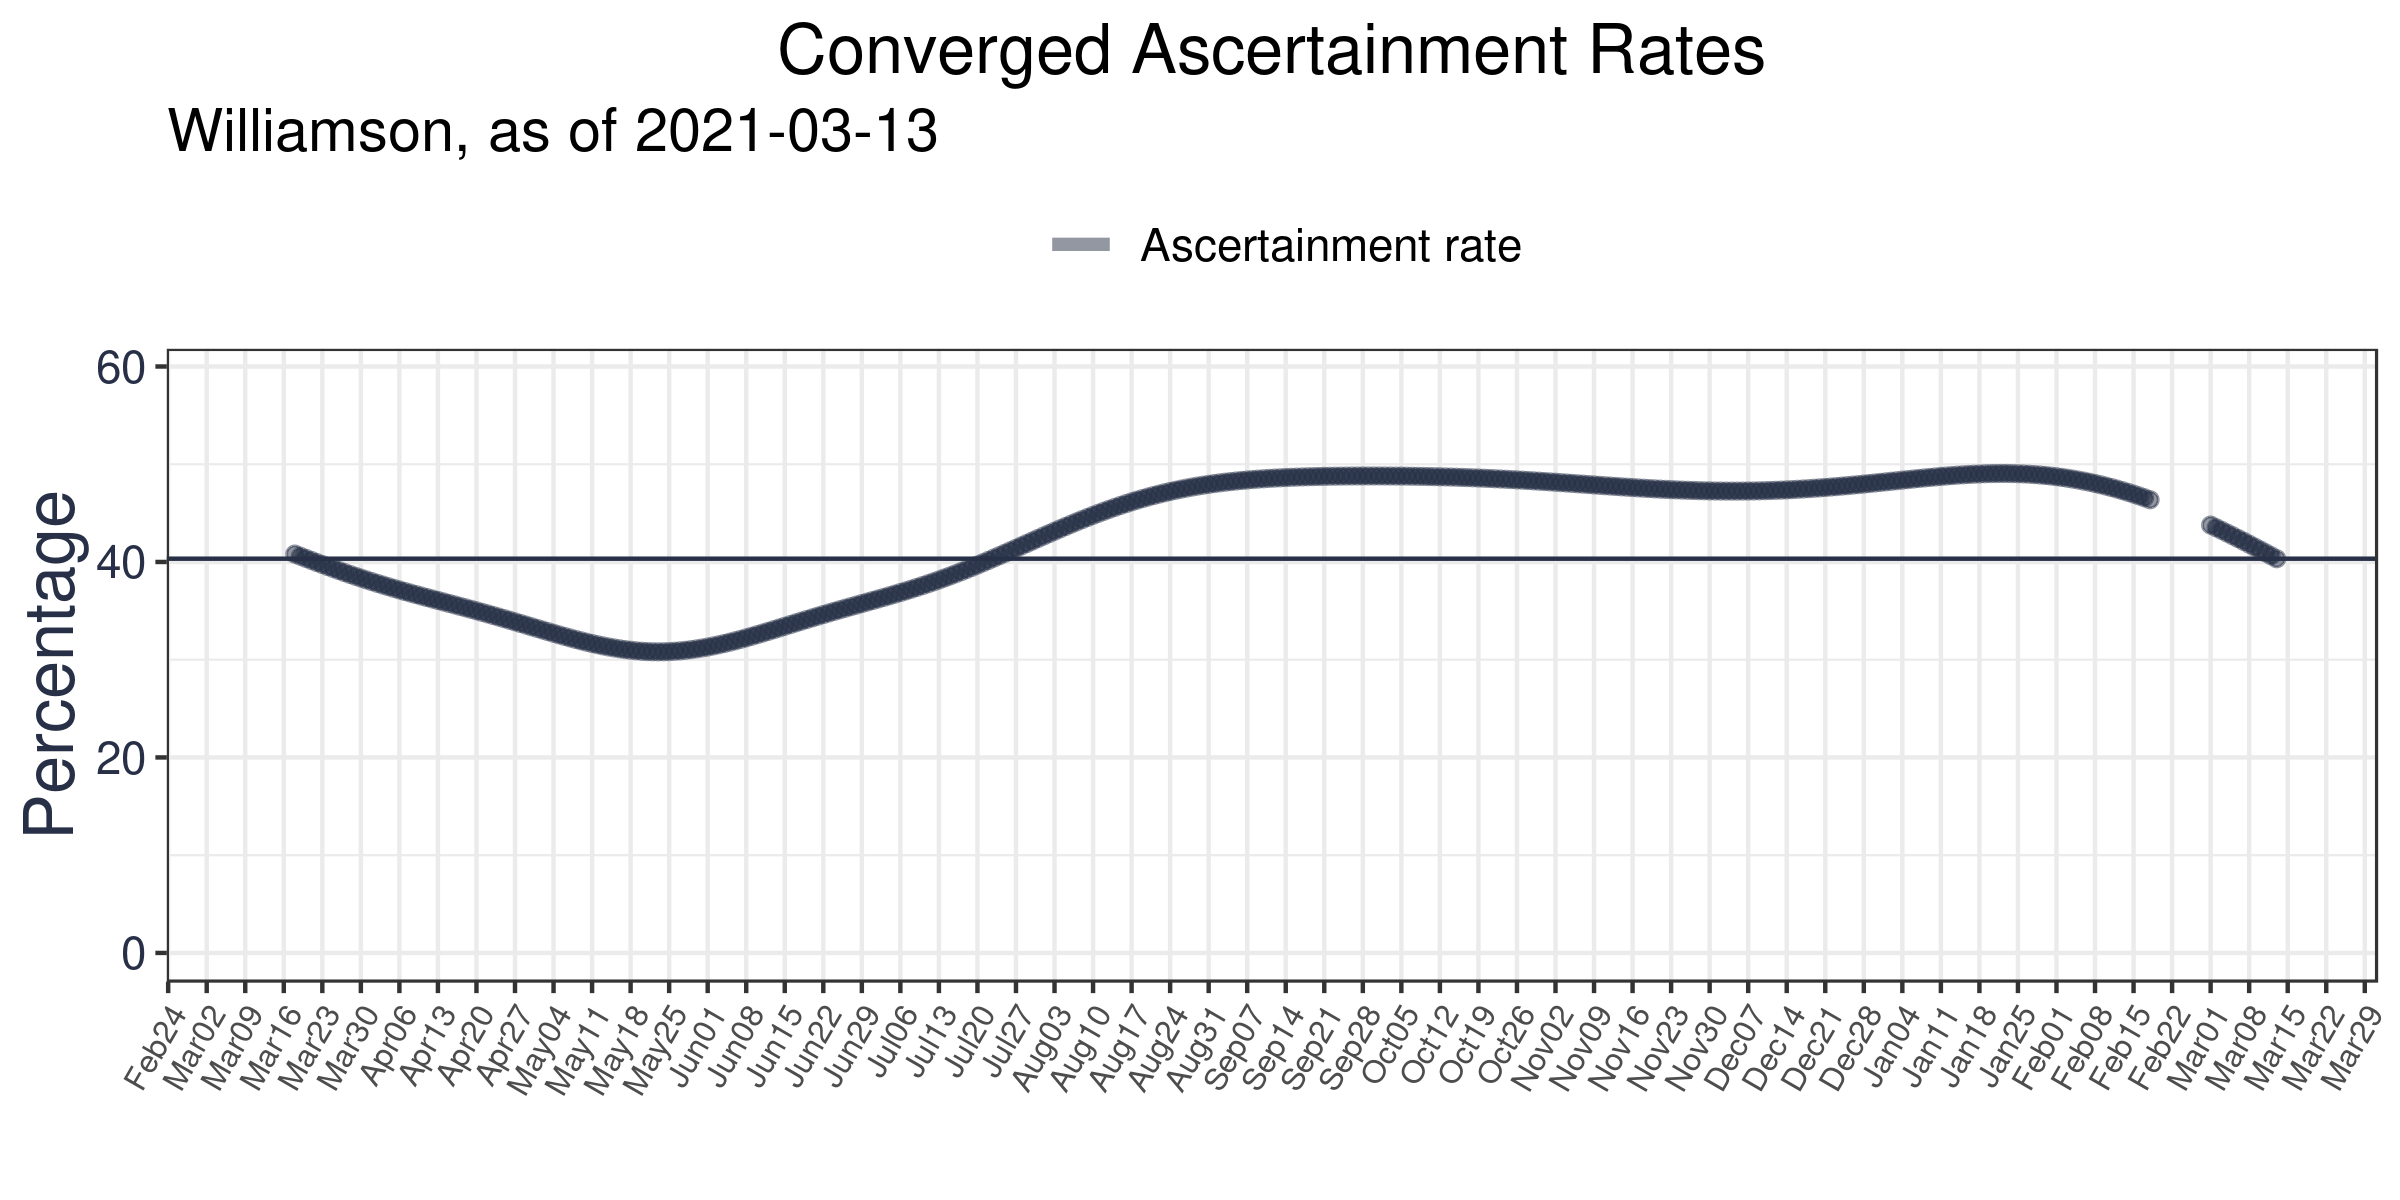 Converged Ascertainment Rates
Williamson, as of 2021-03-13
Ascertainment rate
Percentage
60
40
20
0
Feb24
Mar02
Mar09
Mar16
Mar23
Mar30
Apr06
Apr13
Apr20
Apr27
May04
May11
May18
May25
Jun01
Jun08
Jun15
Jun22
Jun29
Jul06
Jul13
Jul20
Jul27
Aug03
Aug10
Aug17
Aug24
Aug31
Sep07
Sep14
Sep21
Sep28
Oct05
Oct12
Oct19
Oct26
Nov02
Nov09
Nov16
Nov23
Nov30
Dec07
Dec14
Dec21
Dec28
Jan04
Jan11
Jan18
Jan25
Feb01
Feb08
Feb15
Feb22
Mar01
Mar08
Mar15
Mar22
Mar29